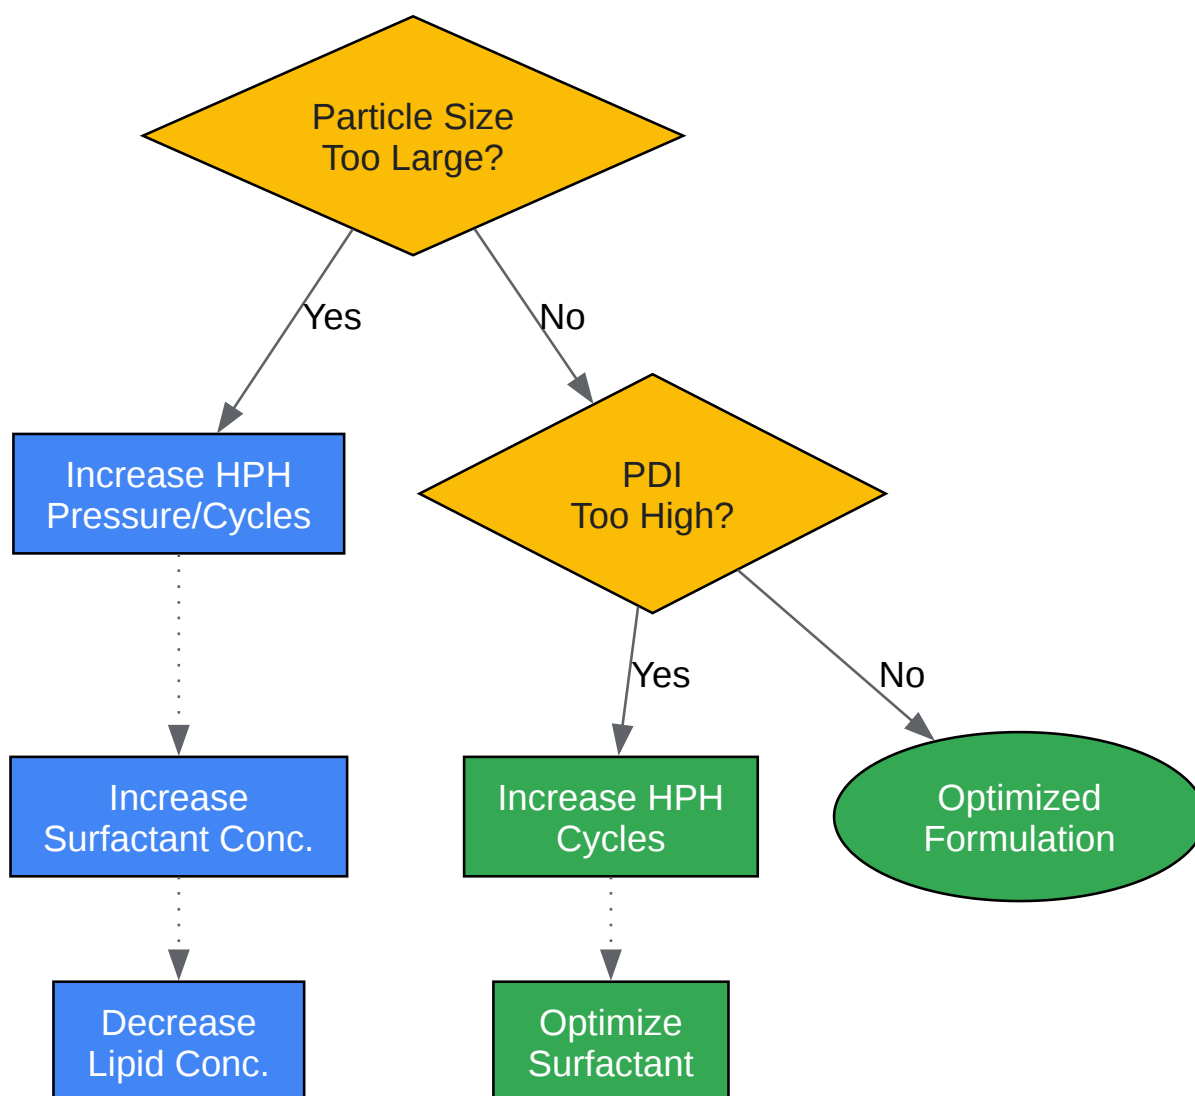 Particle Size
Too Large?
Yes
No
Increase HPH
Pressure/Cycles
PDI
Too High?
Yes
No
Increase
Surfactant Conc.
Increase HPH
Cycles
Optimized
Formulation
Decrease
Lipid Conc.
Optimize
Surfactant